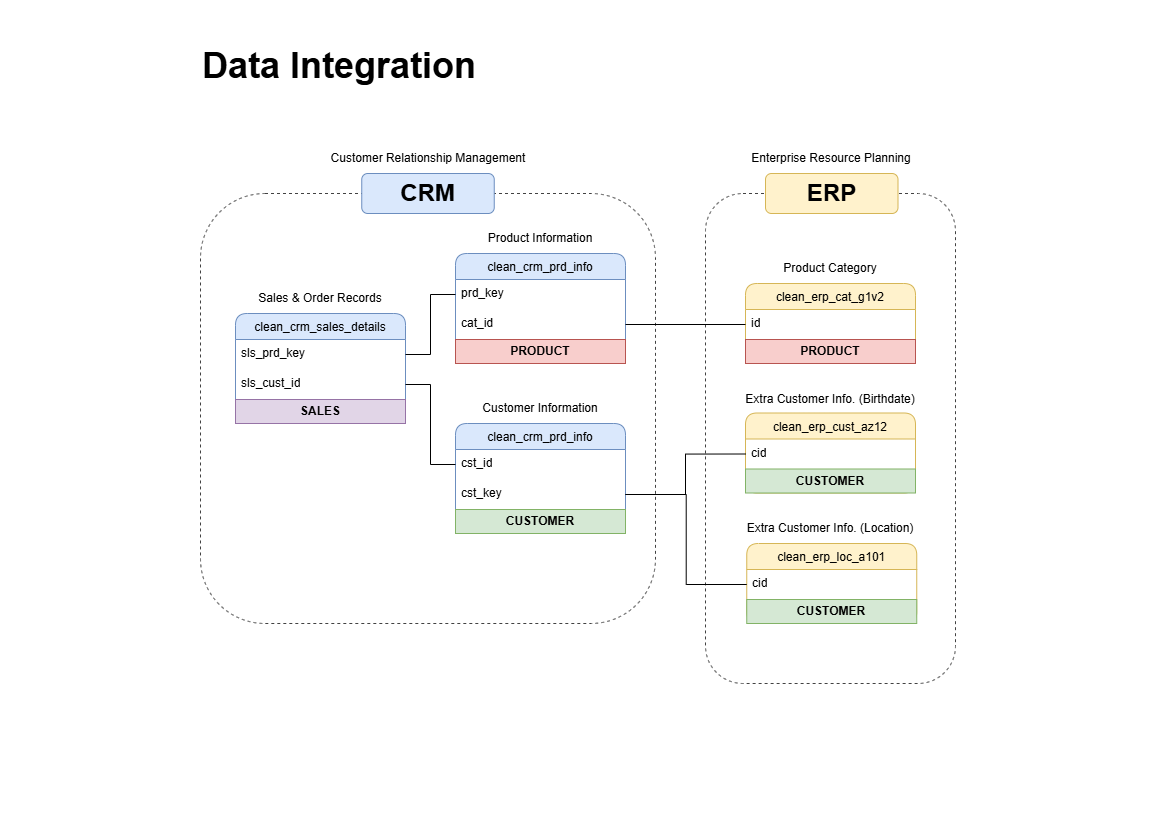 Data Integration
Customer Relationship Management
CRM
Sales & Order Records
clean_crm_sales_details
sls_prd_key
sls_cust_id
SALES
Product Information
clean_crm_prd_info
prd_key
cat_id
PRODUCT
Customer Information
clean_crm_prd_info
cst_id
cst_key
CUSTOMER
Enterprise Resource Planning
ERP
Product Category
clean_erp_cat_g1v2
id
PRODUCT
Extra Customer Info. (Birthdate)
clean_erp_cust_az12
cid
CUSTOMER
Extra Customer Info. (Location)
clean_erp_loc_a101
cid
CUSTOMER